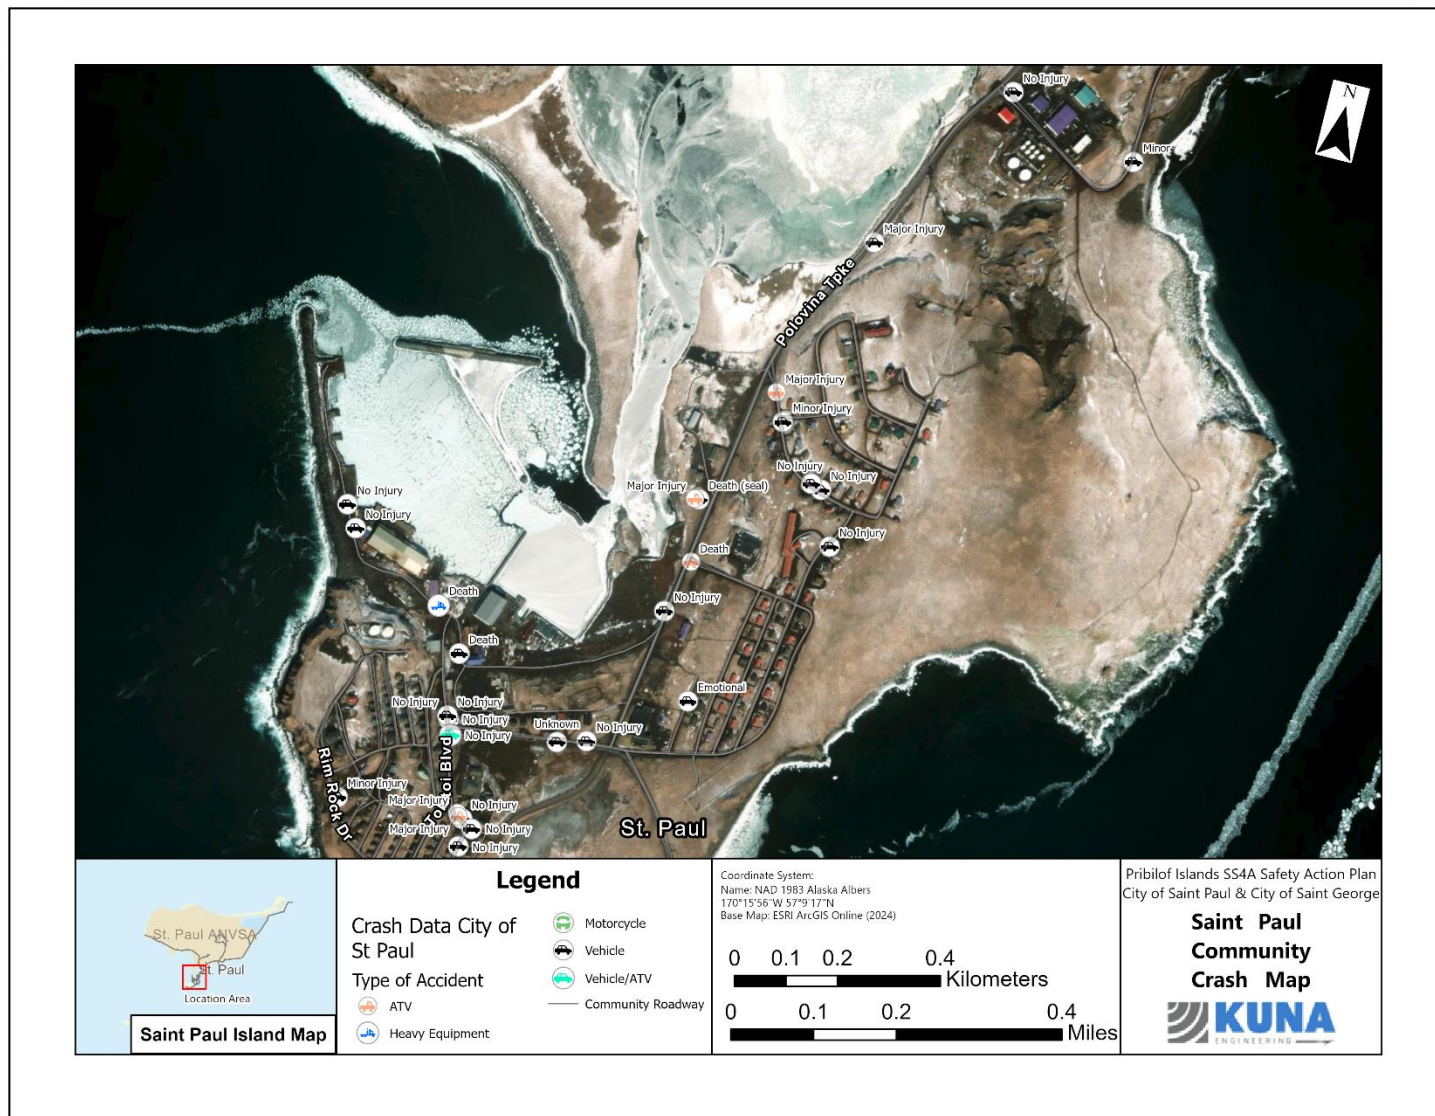 N
No Injury
Minor
Major Injury
Polovina Tpke
Major Injury
Minor Injury
No Injury
No Injury
Major Injury
Death (seal)
No Injury
No Injury
No Injury
Death
Death
No Injury
Death
Emotional
No Injury
No Injury
No Injury
No Injury
Unknown
No Injury
Rim Rock Dr
Minor Injury
Blvd
Major Injury
No Injury
Major Injury
No Injury
No Injury
St. Paul
St. Paul ANVSA
St. Paul
Location Area
Saint Paul Island Map
Legend
Crash Data City of
St Paul
Type of Accident
ATV
Heavy Equipment
Motorcycle
Vehicle
Vehicle/ATV
Community Roadway
Coordinate System:
Name: NAD 1983 Alaska Albers
170°15'56"W 57°9'17"N
Base Map: ESRI ArcGIS Online (2024)
0 0.1 0.2 0.4
Kilometers
0 0.1 0.2 0.4
Miles
Pribilof Islands SS4A Safety Action Plan
City of Saint Paul & City of Saint George
Saint Paul
Community
Crash Map
KUNA
ENGINEERING